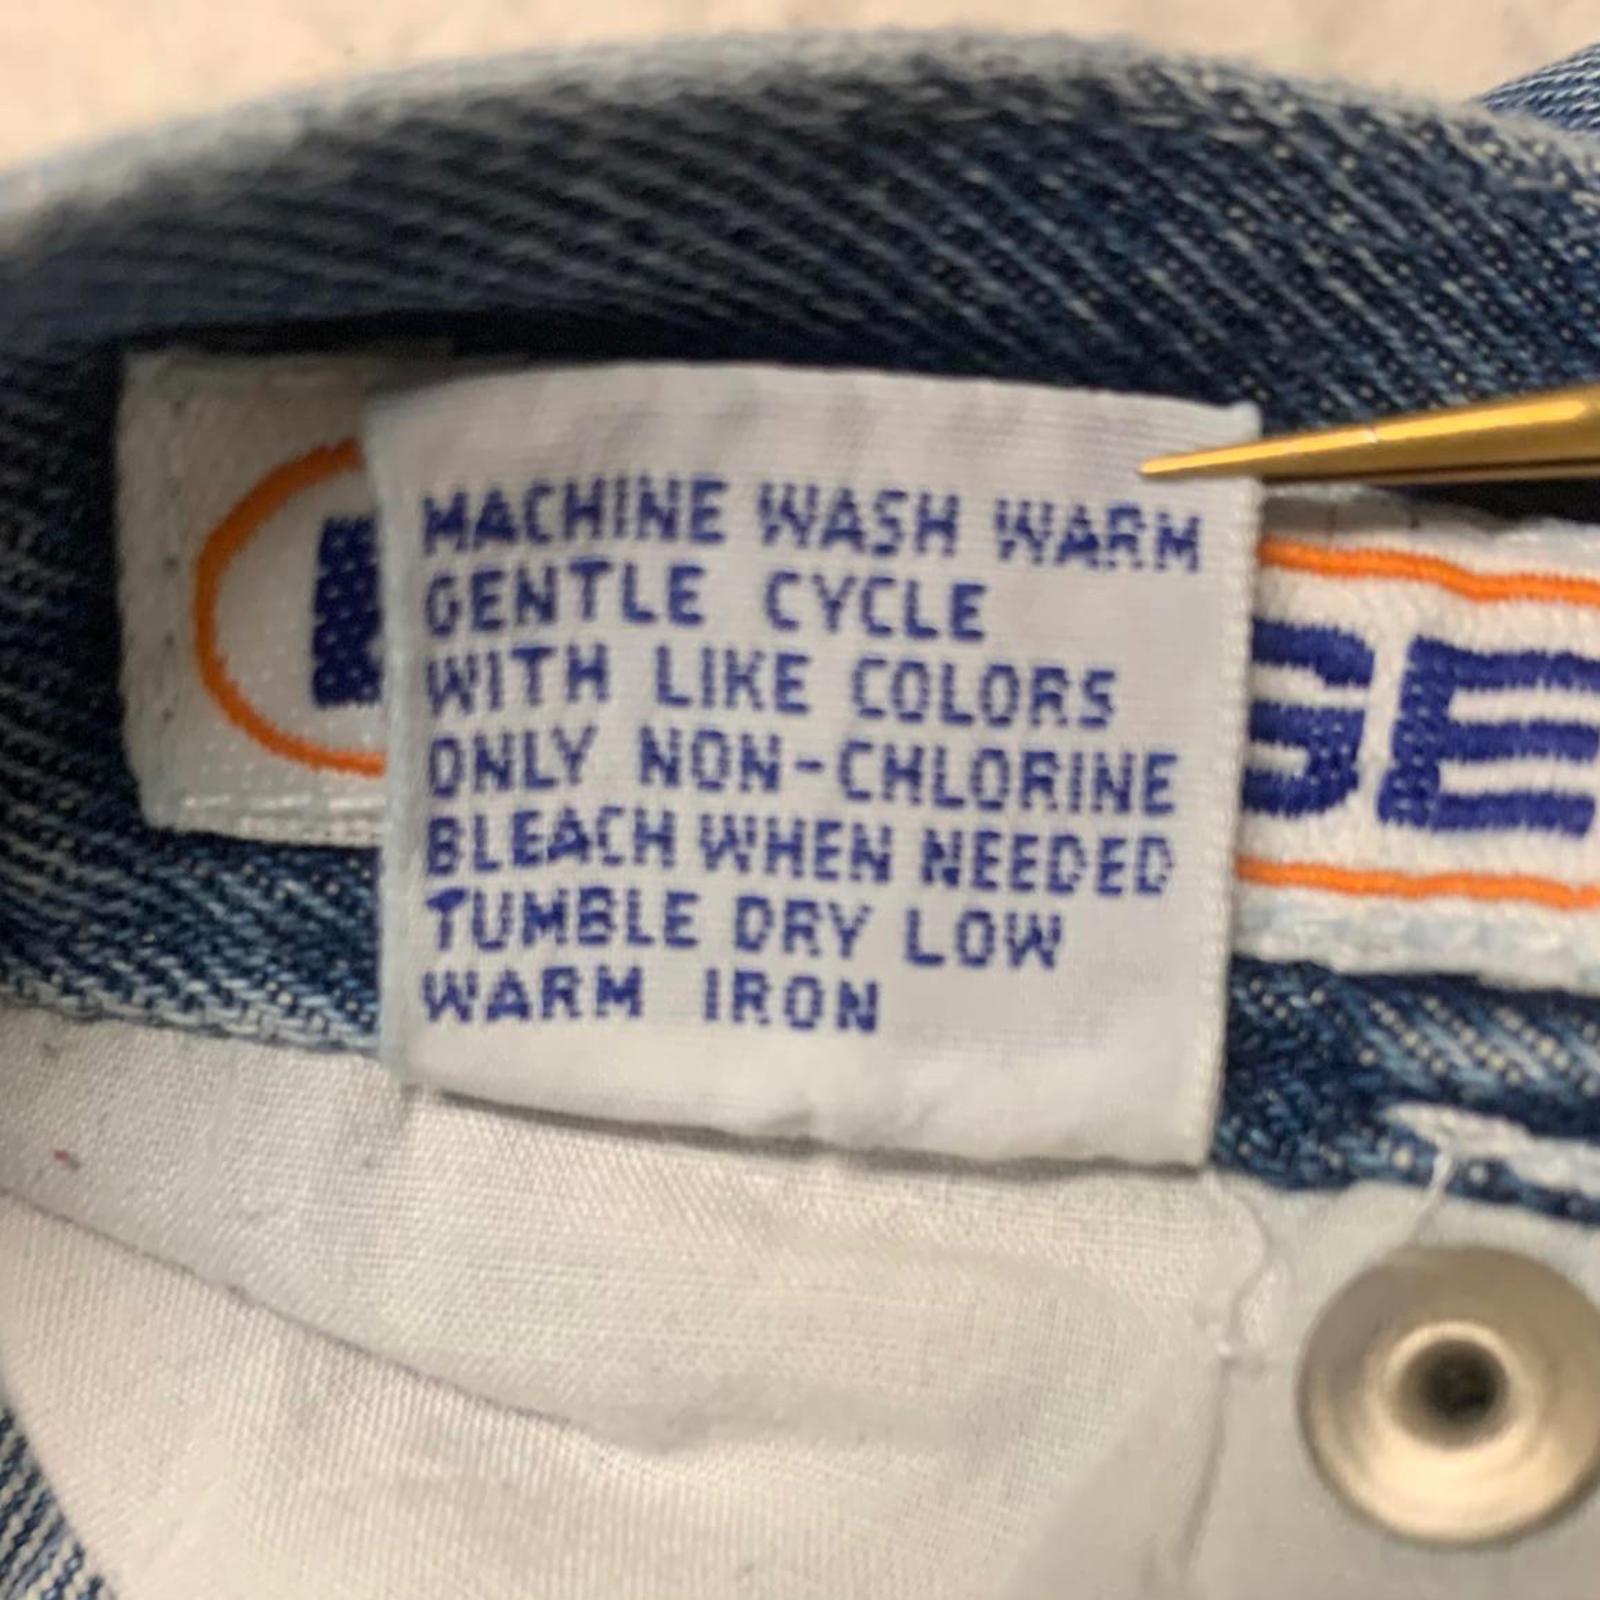 MACHINE WASH WARM
GENTLE CYCLE
WITH LIKE COLORS
ONLY NON-CHLORINE
BLEACH WHEN NEEDED
TUMBLE DRY LOW
WARM IRON
SE